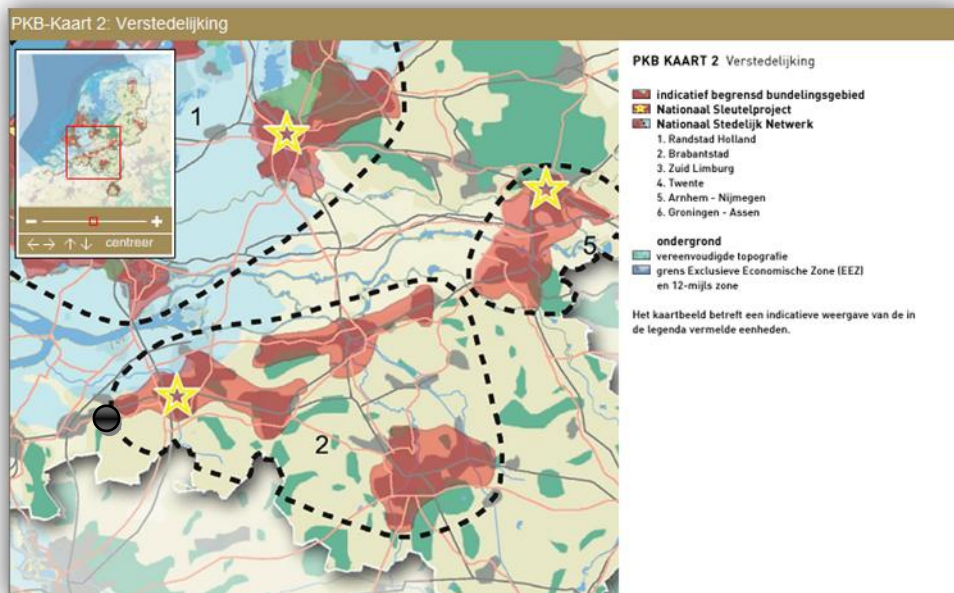 PKB-Kaart 2: Verstedelijking
centreer
1
5
2
PKB KAART 2 Verstedelijking
indicatief begrensd bundelingsgebied
Nationaal Sleutelproject
Nationaal Stedelijk Netwerk
1. Randstad Holland
2. Brabantstad
3. Zuid Limburg
4. Twente
5. Arnhem - Nijmegen
6. Groningen - Assen
ondergrond
vereenvoudigde topografie
grens Exclusieve Economische Zone (EEZ)
en 12-mijls zone
Het kaartbeeld betreft een indicatieve weergave van de in
de legenda vermelde eenheden.